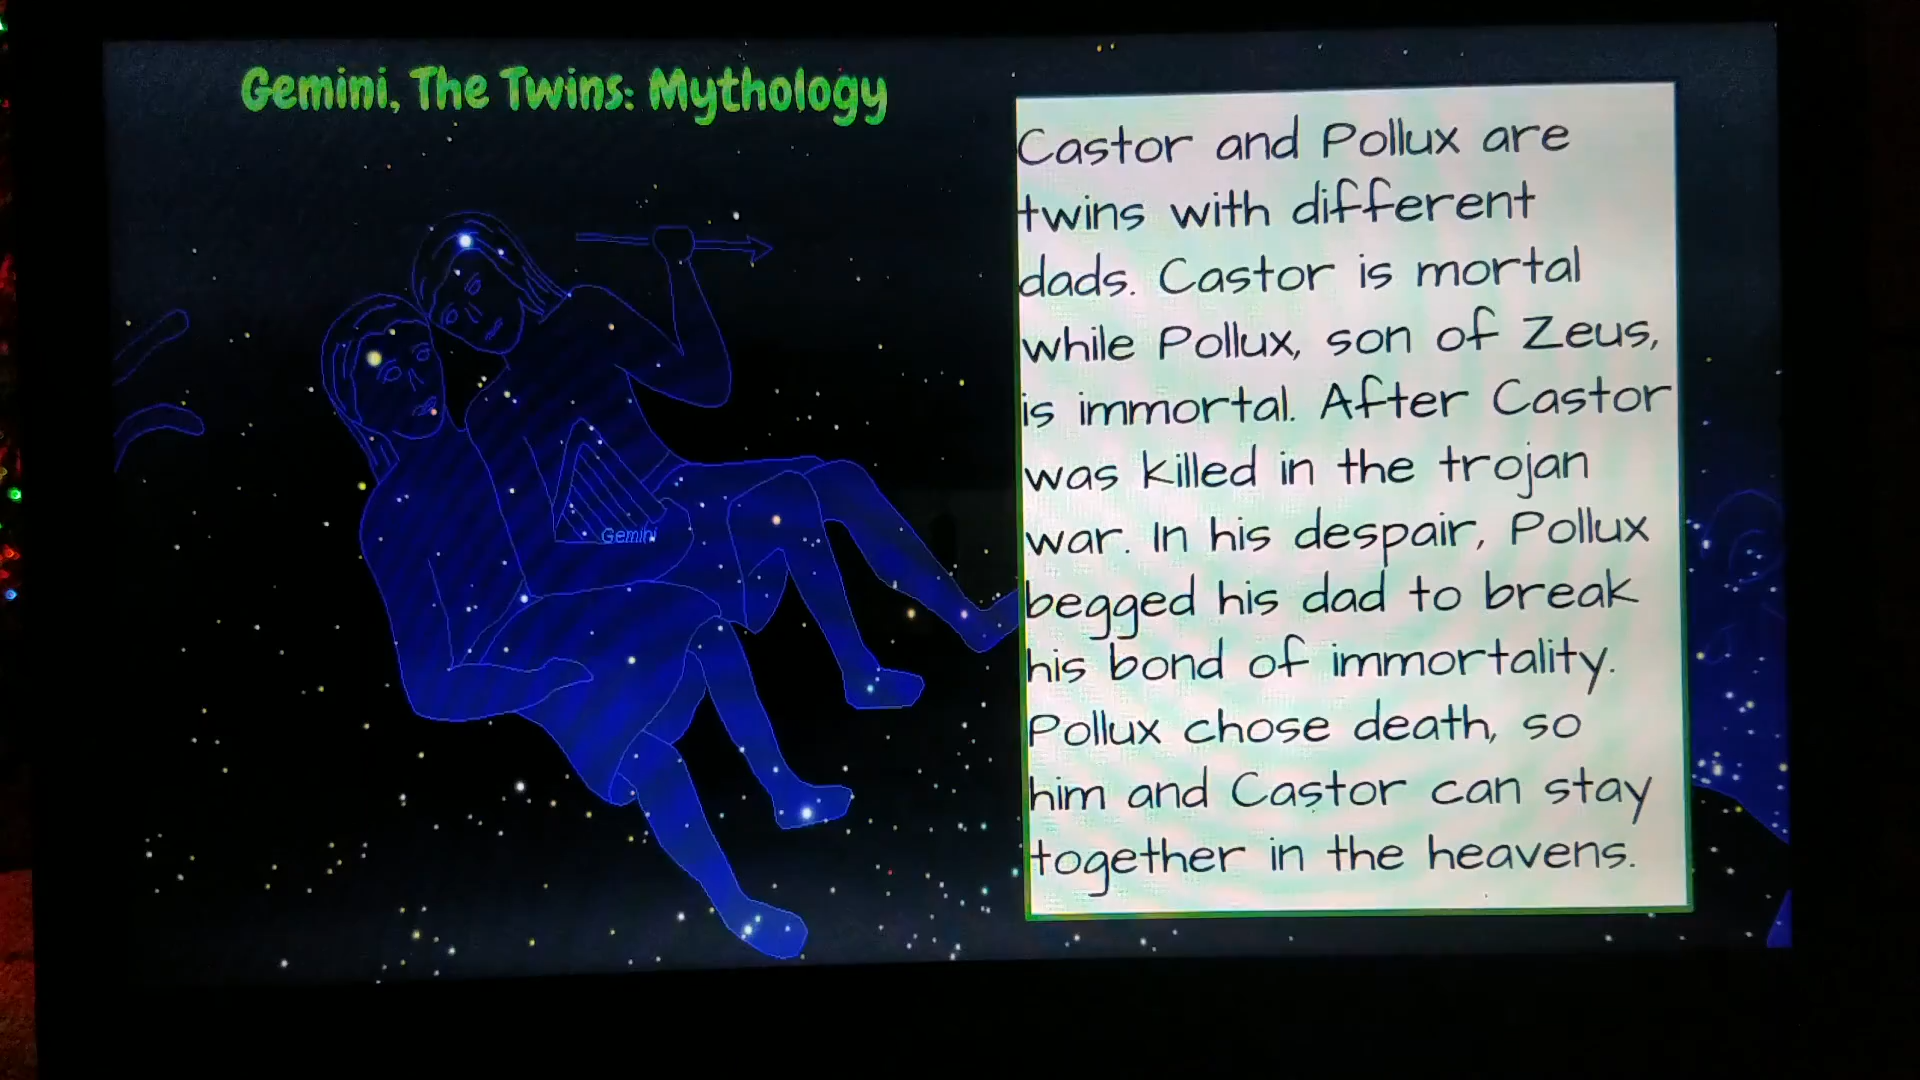 Gemini, The Twins: Mythology
Castor and Pollux are
twins with different
dads. Castor is mortal
while Pollux, son of Zeus,
is immortal. After Castor
was killed in the trojan
war. In his despair, Pollux
begged his dad to break
his bond of immortality.
Pollux chose death, so
him and Castor can stay
together in the heavens.
Gemini